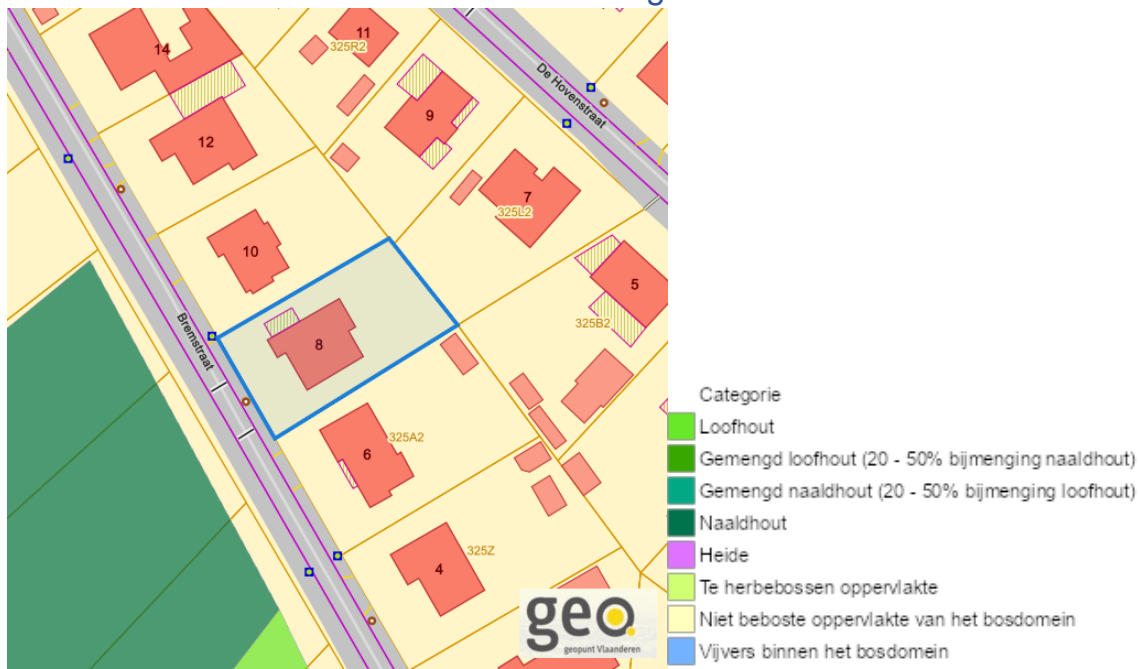 14
11
325R2
De Hovenstraat
9
12
7
325L2
10
5
325B2
Bremstraat
8
325A2
6
325Z
4
geo
geopunt Vlaanderen
Categorie
Loofhout
Gemengd loofhout (20 - 50% bijmenging naaldhout)
Gemengd naaldhout (20 - 50% bijmenging loofhout)
Naaldhout
Heide
Te herbebossen oppervlakte
Niet beboste oppervlakte van het bosdomein
Vijvers binnen het bosdomein